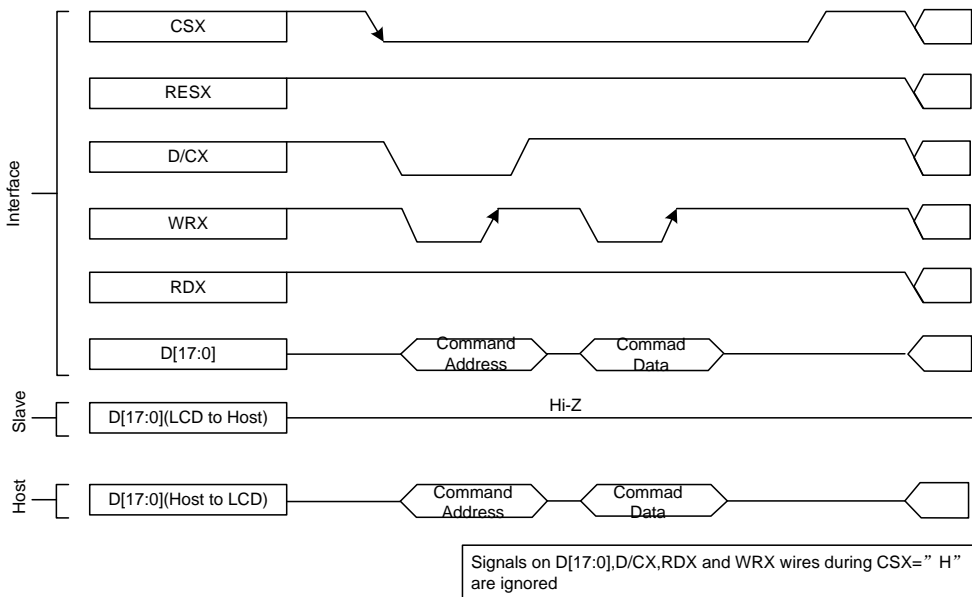 CSX
RESX
D/CX
WRX
RDX
D[17:0]
Command
Address
Commad
Data
Interface
D[17:0](LCD to Host)
Hi-Z
Slave
D[17:0](Host to LCD)
Command
Address
Commad
Data
Host
Signals on D[17:0],D/CX,RDX and WRX wires during CSX=”H”
are ignored